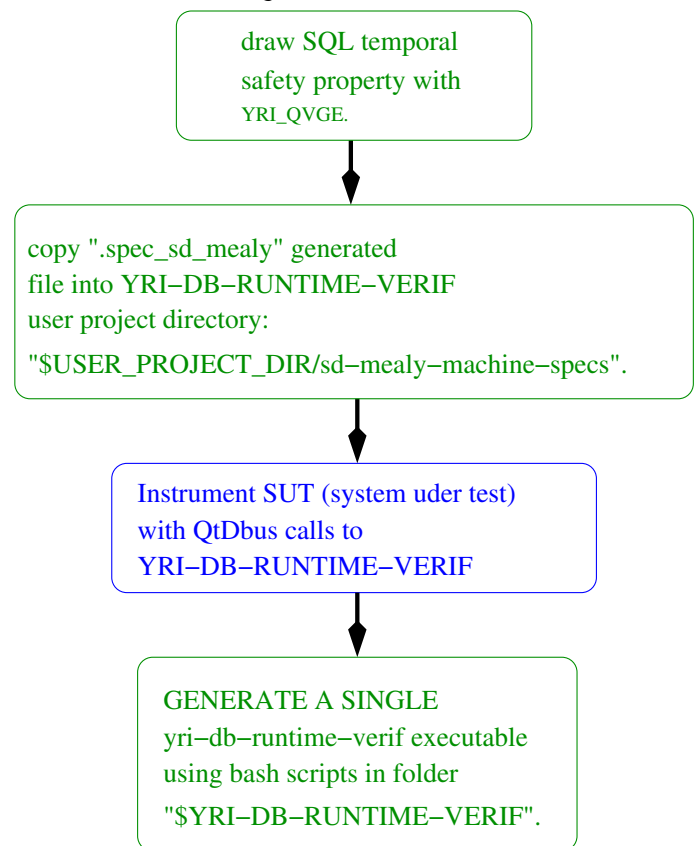 draw SQL temporal
safety property with
YRI_QVGE.
copy ".spec_sd_mealy" generated
file into YRI−DB−RUNTIME−VERIF
user project directory:
"$USER_PROJECT_DIR/sd−mealy−machine−specs".
Instrument SUT (system uder test)
with QtDbus calls to
YRI−DB−RUNTIME−VERIF
GENERATE A SINGLE
yri−db−runtime−verif executable
using bash scripts in folder
"$YRI−DB−RUNTIME−VERIF".